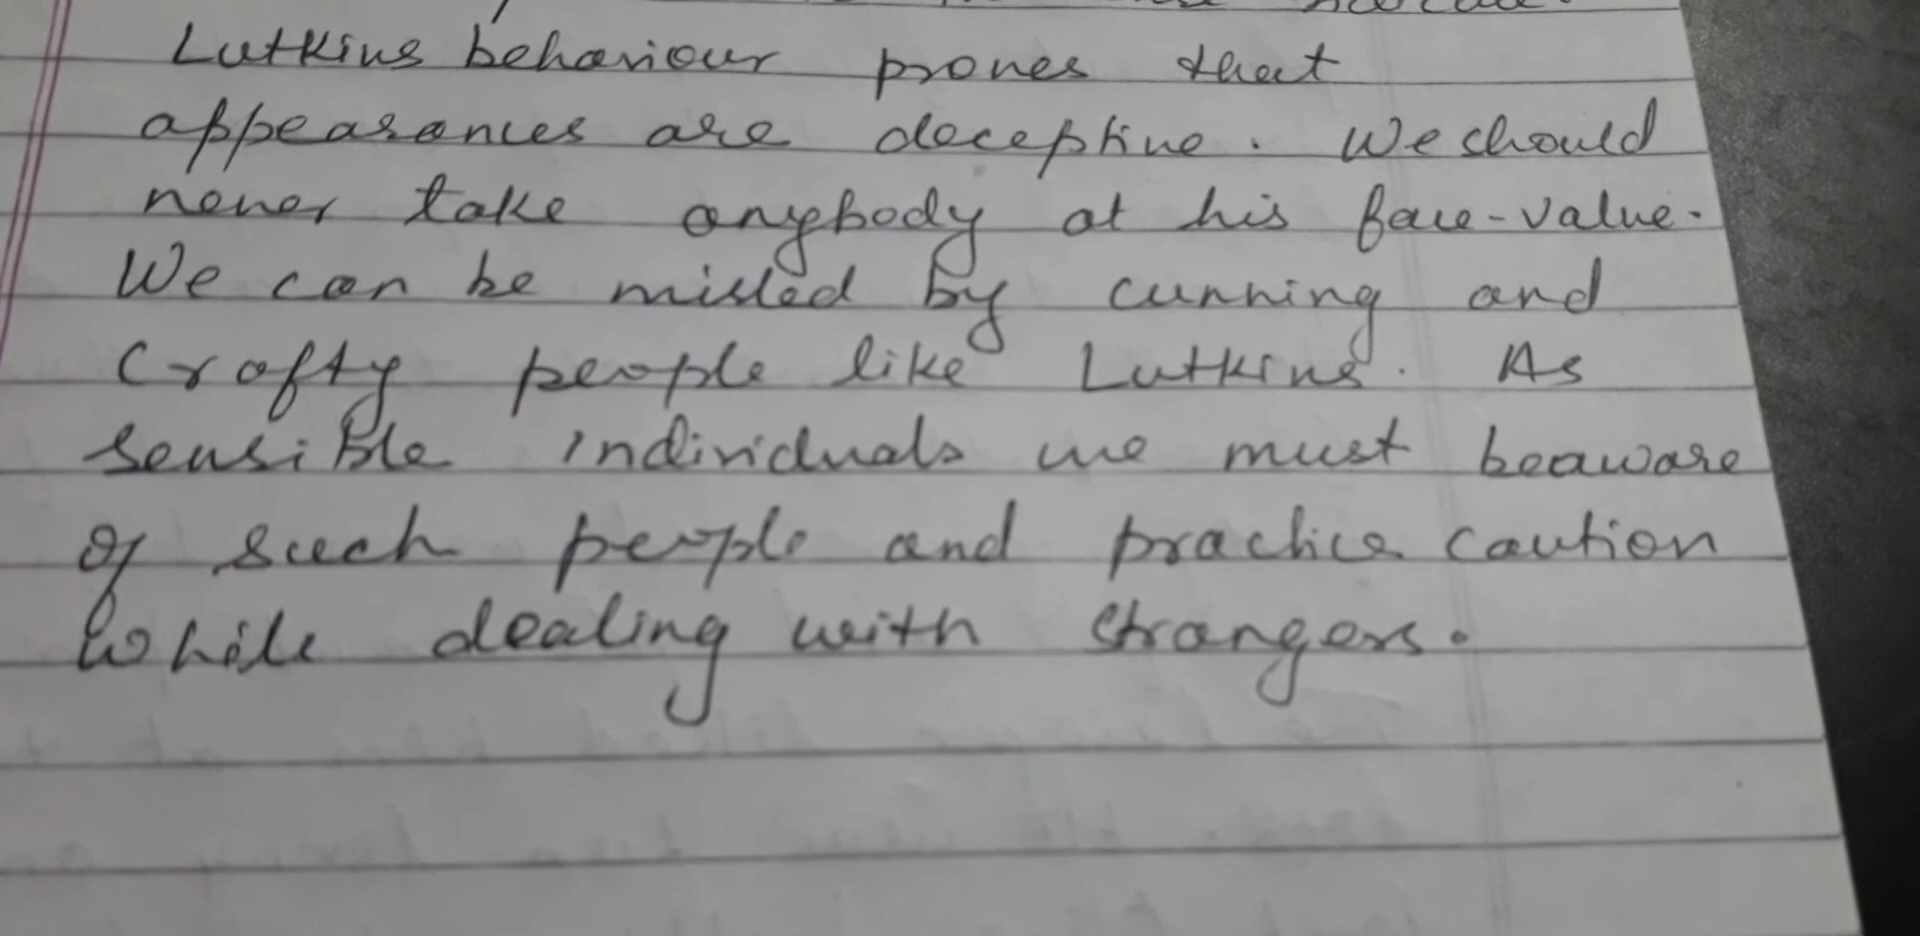 Lutkins behaviour proves that
appearances are deceptive. We should
never take anybody at his face-value.
We can be misled by cunning and
Crafty people like Lutkins. As
sensible individuals we must beaware
of such people and practice caution
while dealing with strangers.